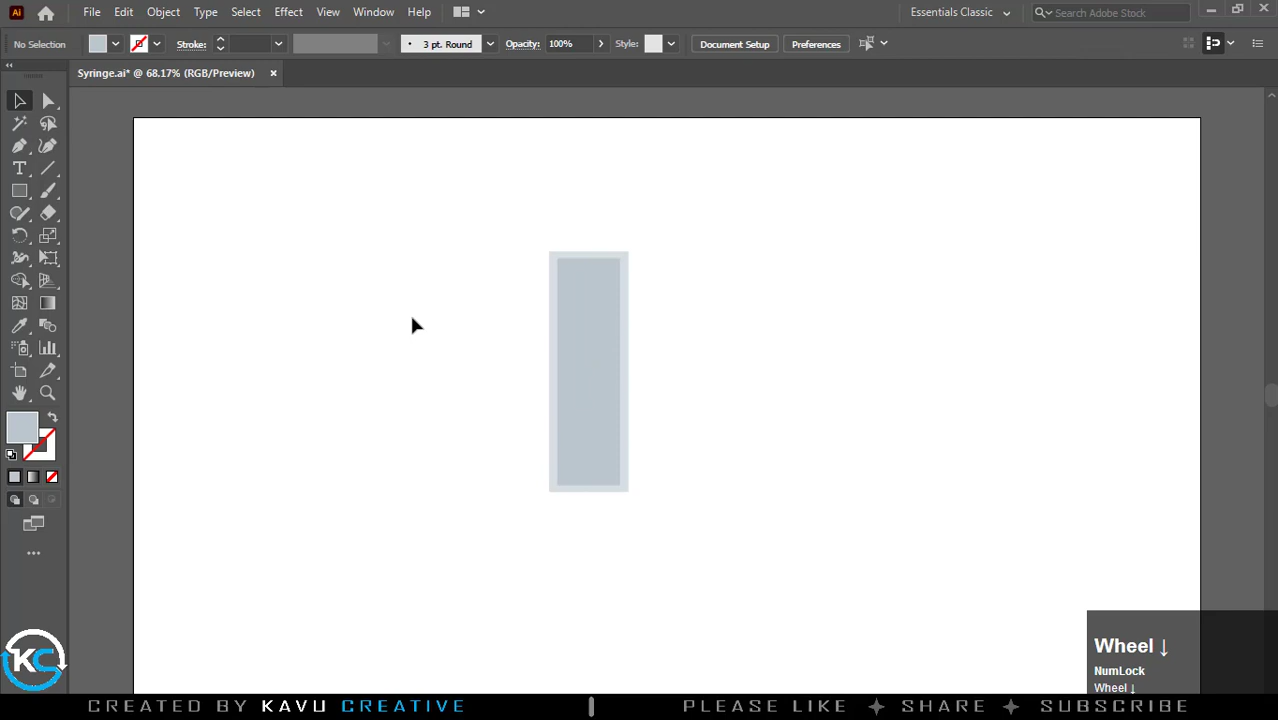 Ai File Edit Object Type Select Effect View Window Help Essentials Classic Search Adobe Stock
No Selection Stroke: 3 pt. Round Opacity: 100% Style: Document Setup Preferences
Syringe.ai* @ 68.17% (RGB/Preview)
Wheel ↓
NumLock
Wheel ↓
KC
CREATED BY KAVU CREATIVE PLEASE LIKE SHARE SUBSCRIBE